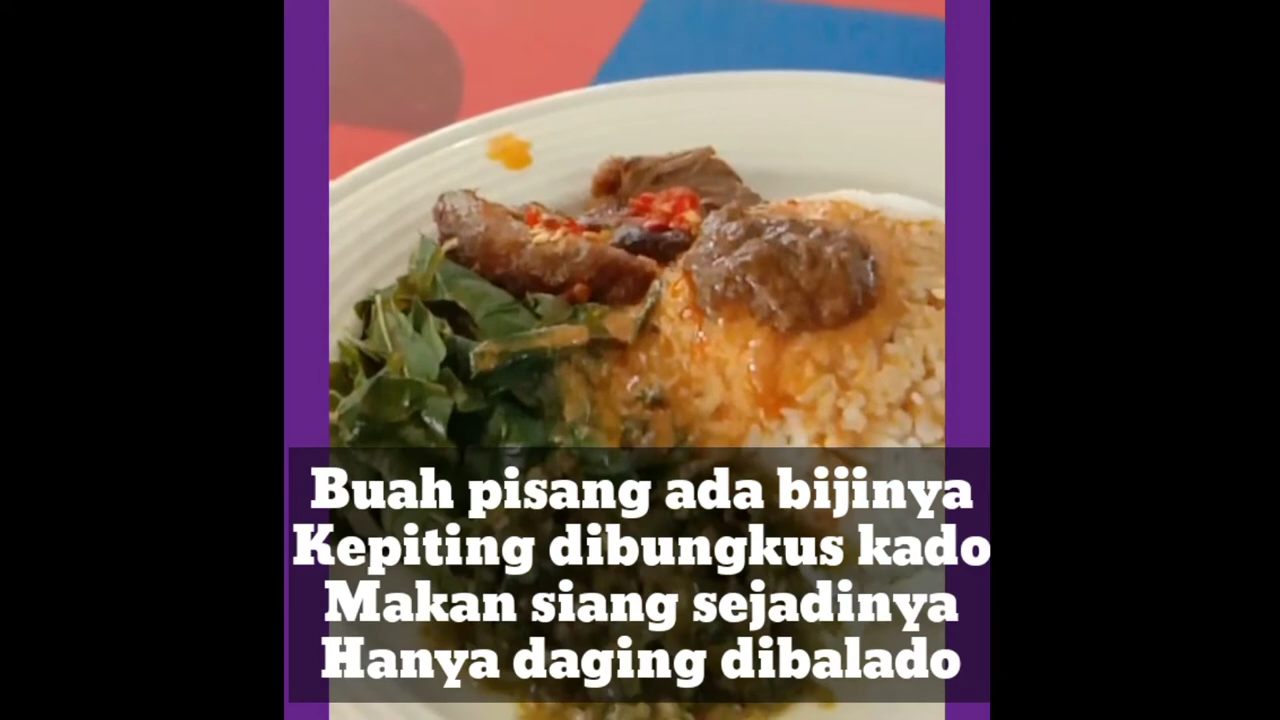 Buah pisang ada bijinya
Kepiting dibungkus kado
Makan siang sejadinya
Hanya daging dibalado